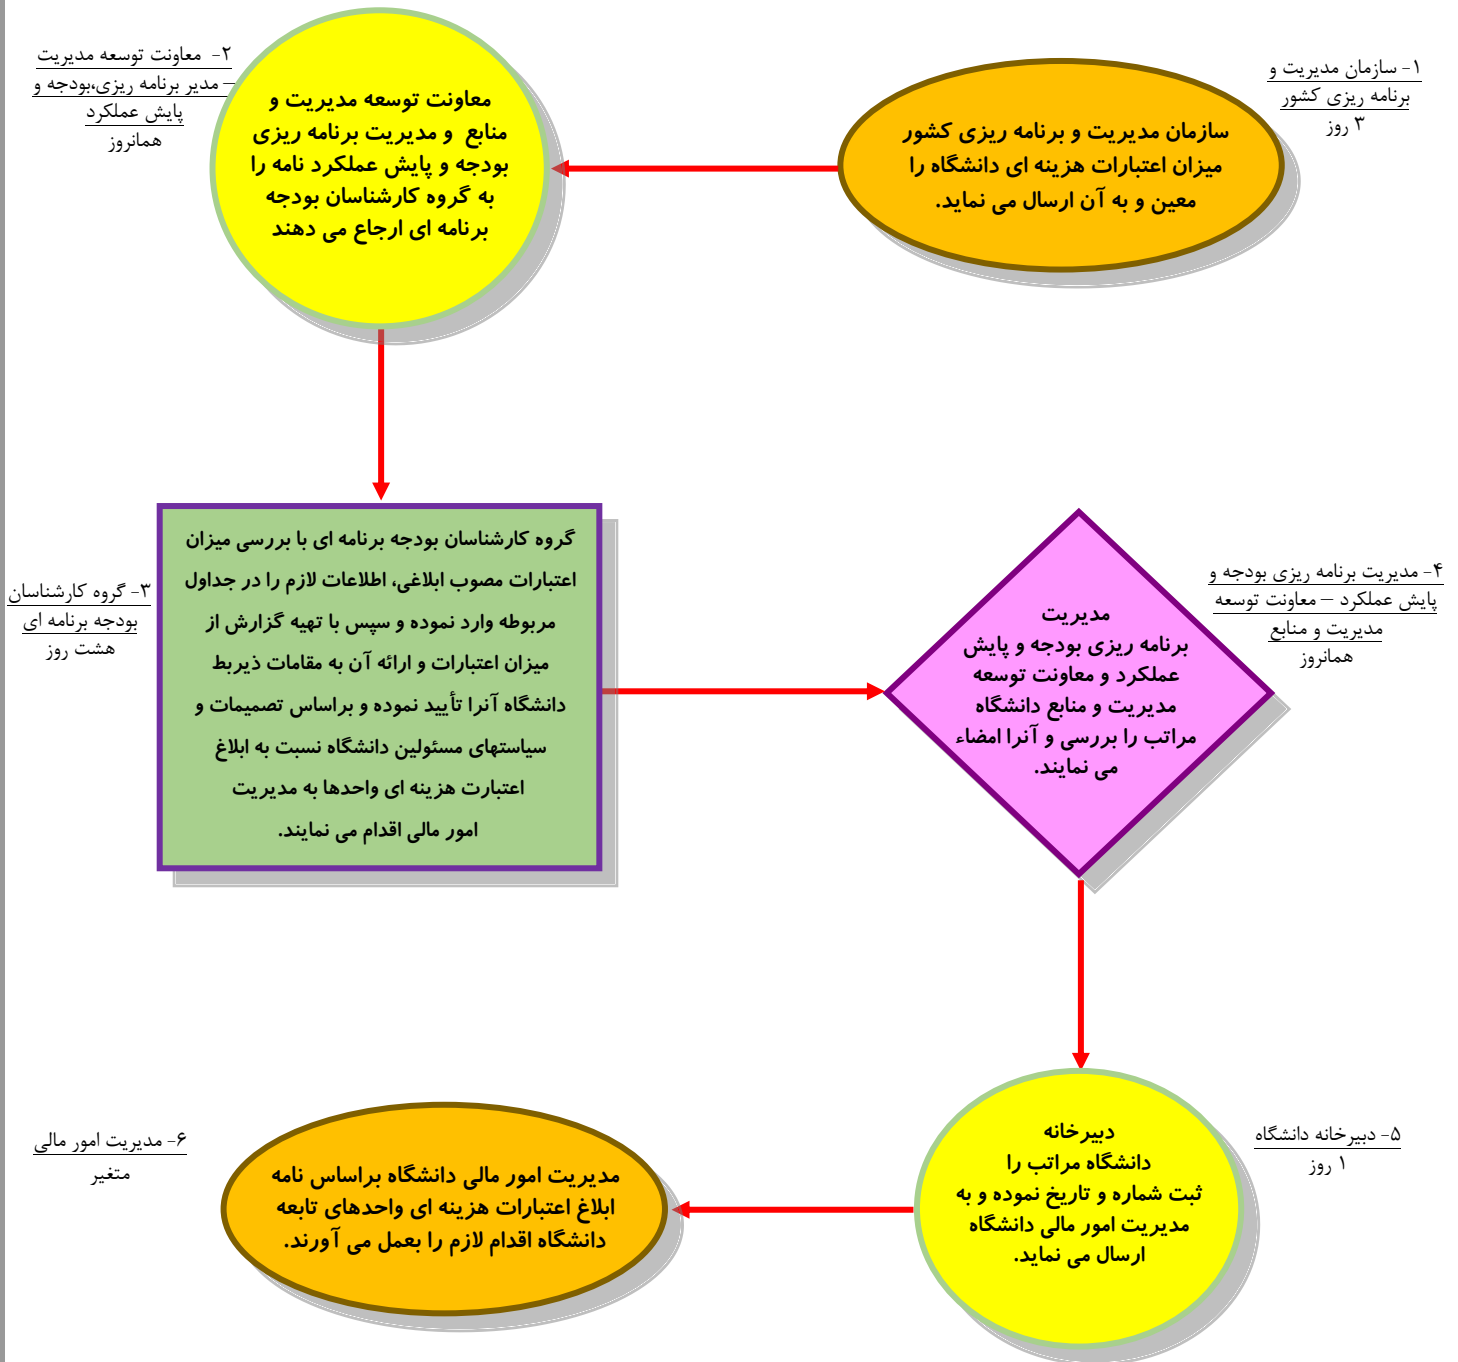 ۱- سازمان مدیریت و
برنامه ریزی کشور
۳ روز
سازمان مدیریت و برنامه ریزی کشور
میزان اعتبارات هزینه ای دانشگاه را
معین و به آن ارسال می نماید.
معاونت توسعه مدیریت و
منابع و مدیریت برنامه ریزی
بودجه و پایش عملکرد نامه را
به گروه کارشناسان بودجه
برنامه ای ارجاع می دهند
۲- معاونت توسعه مدیریت
– مدیر برنامه ریزی،بودجه و
پایش عملکرد
همانروز
گروه کارشناسان بودجه برنامه ای با بررسی میزان
اعتبارات مصوب ابلاغی، اطلاعات لازم را در جداول
مربوطه وارد نموده و سپس با تهیه گزارش از
میزان اعتبارات و ارائه آن به مقامات ذیربط
دانشگاه آنرا تأیید نموده و براساس تصمیمات و
سیاستهای مسئولین دانشگاه نسبت به ابلاغ
اعتبارت هزینه ای واحدها به مدیریت
امور مالی اقدام می نمایند.
۳- گروه کارشناسان
بودجه برنامه ای
هشت روز
۴- مدیریت برنامه ریزی بودجه و
پایش عملکرد – معاونت توسعه
مدیریت و منابع
همانروز
مدیریت
برنامه ریزی بودجه و پایش
عملکرد و معاونت توسعه
مدیریت و منابع دانشگاه
مراتب را بررسی و آنرا امضاء
می نمایند.
۵- دبیرخانه دانشگاه
۱ روز
دبیرخانه
دانشگاه مراتب را
ثبت شماره و تاریخ نموده و به
مدیریت امور مالی دانشگاه
ارسال می نماید.
مدیریت امور مالی دانشگاه براساس نامه
ابلاغ اعتبارات هزینه ای واحدهای تابعه
دانشگاه اقدام لازم را بعمل می آورند.
۶- مدیریت امور مالی
متغیر